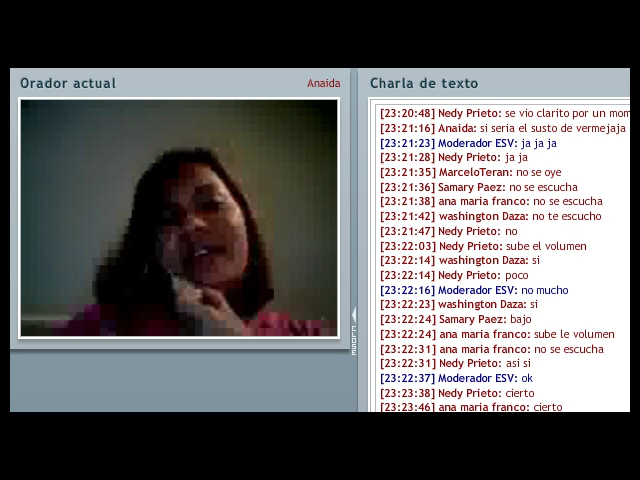 Orador actual
Anaida
Charla de texto
[23:20:48] Nedy Prieto: se vio clarito por un mom
[23:21:16] Anaida: si seria el susto de vermejaja
[23:21:23] Moderador ESV: ja ja ja
[23:21:28] Nedy Prieto: ja ja
[23:21:35] MarceloTeran: no se oye
[23:21:36] Samary Paez: no se escucha
[23:21:38] ana maria franco: no se escucha
[23:21:42] washington Daza: no te escucho
[23:21:47] Nedy Prieto: no
[23:22:03] Nedy Prieto: sube el volumen
[23:22:14] washington Daza: si
[23:22:14] Nedy Prieto: poco
[23:22:16] Moderador ESV: no mucho
[23:22:23] washington Daza: si
[23:22:24] Samary Paez: bajo
[23:22:24] ana maria franco: sube le volumen
[23:22:31] ana maria franco: no se escucha
[23:22:31] Nedy Prieto: asi si
[23:22:37] Moderador ESV: ok
[23:23:38] Nedy Prieto: cierto
[23:23:46] ana maria franco: cierto
CLOSE